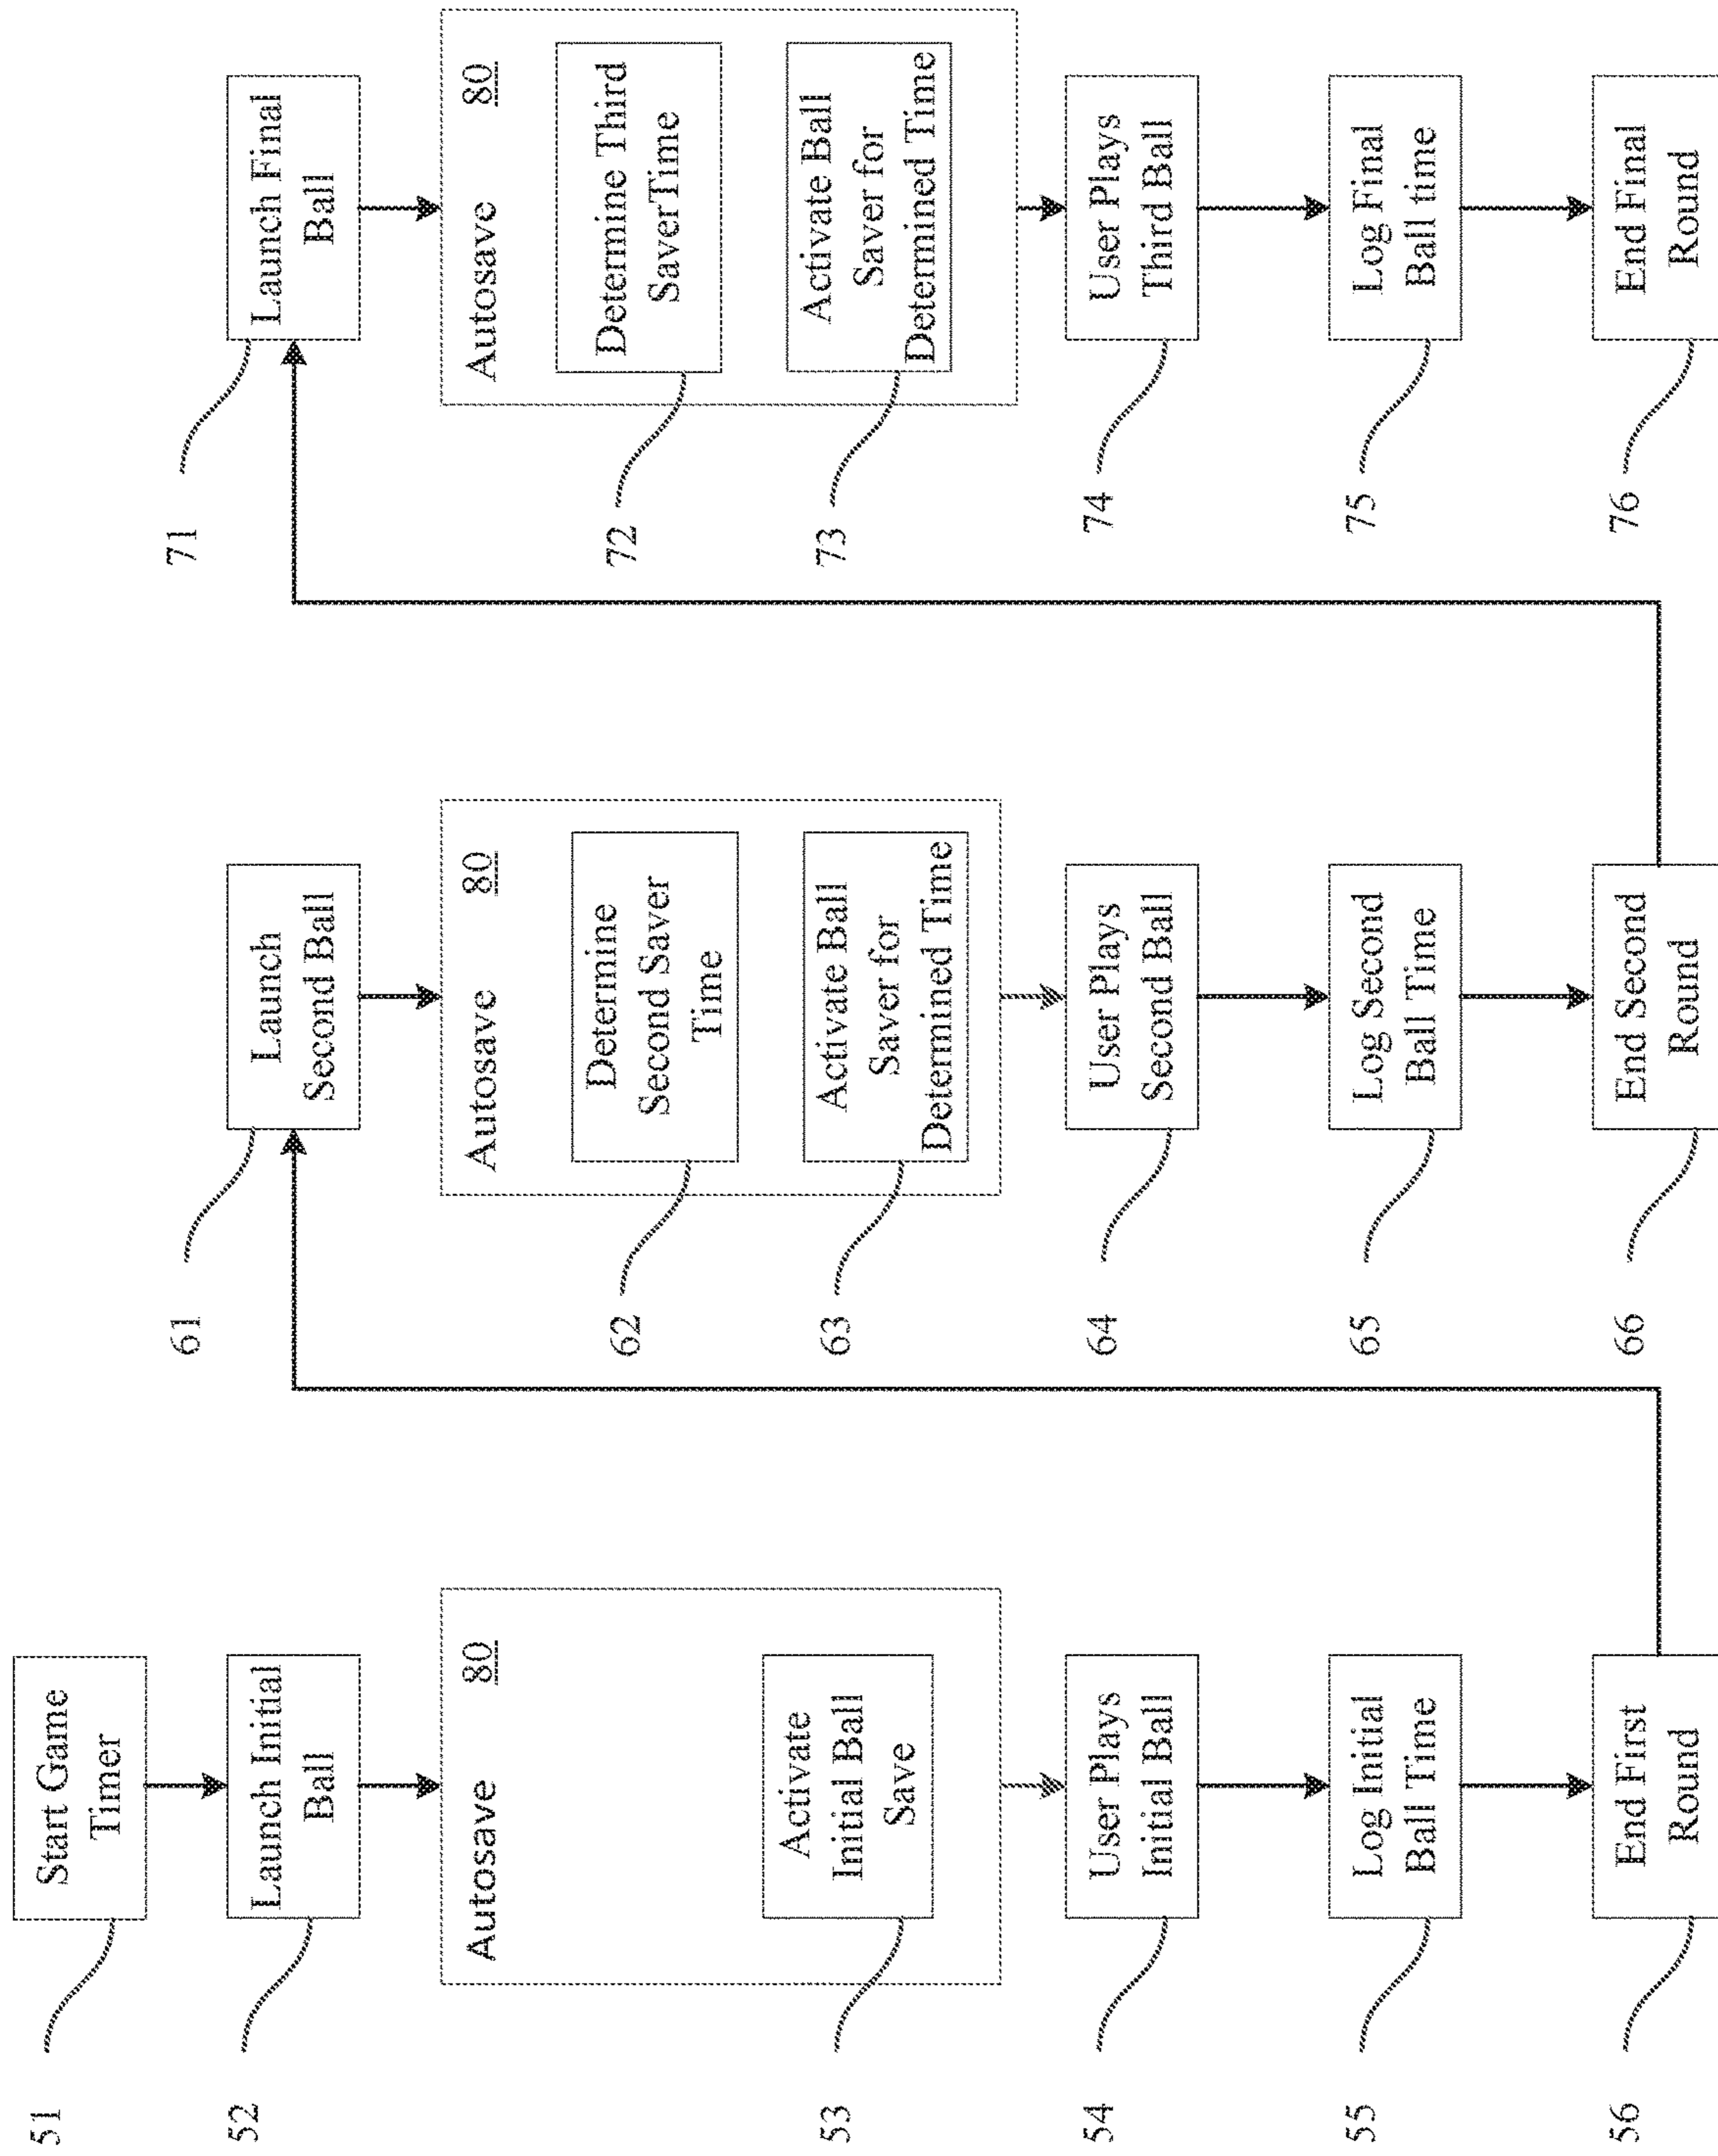 51
Start Game
Timer
52
Launch Initial
Ball
Autosave
80
53
Activate
Initial Ball
Save
54
User Plays
Initial Ball
55
Log Initial
Ball Time
56
End First
Round
61
Launch
Second Ball
Autosave
80
62
Determine
Second Saver
Time
63
Activate Ball
Saver for
Determined Time
64
User Plays
Second Ball
65
Log Second
Ball Time
66
End Second
Round
71
Launch Final
Ball
Autosave
80
72
Determine Third
SaverTime
73
Activate Ball
Saver for
Determined Time
74
User Plays
Third Ball
75
Log Final
Ball time
76
End Final
Round